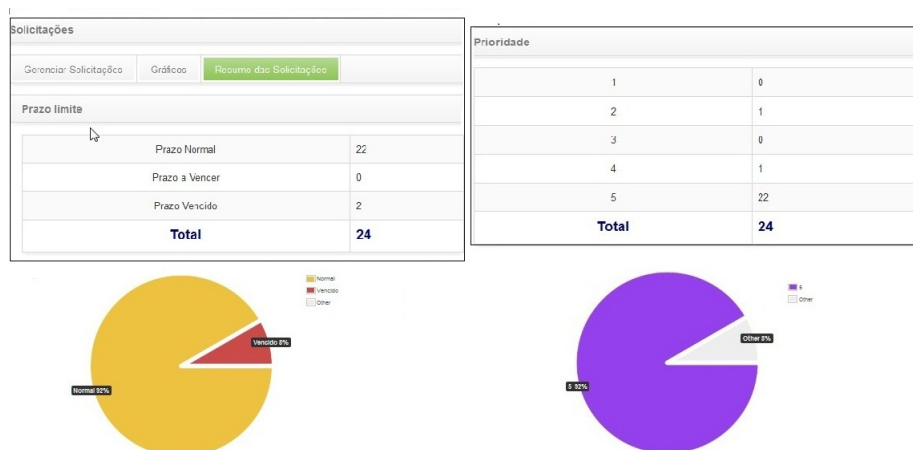 Solicitações
Gerenciar Solicitações Gráficos Resumo das Solicitações
Prazo limite
Prazo Normal 22
Prazo a Vencer 0
Prazo Vencido 2
Total 24
Prioridade
1 0
2 1
3 0
4 1
5 22
Total 24
Normal
Vencido
Other
Vencido 8%
Normal 92%
5
Other
Other 8%
5 92%